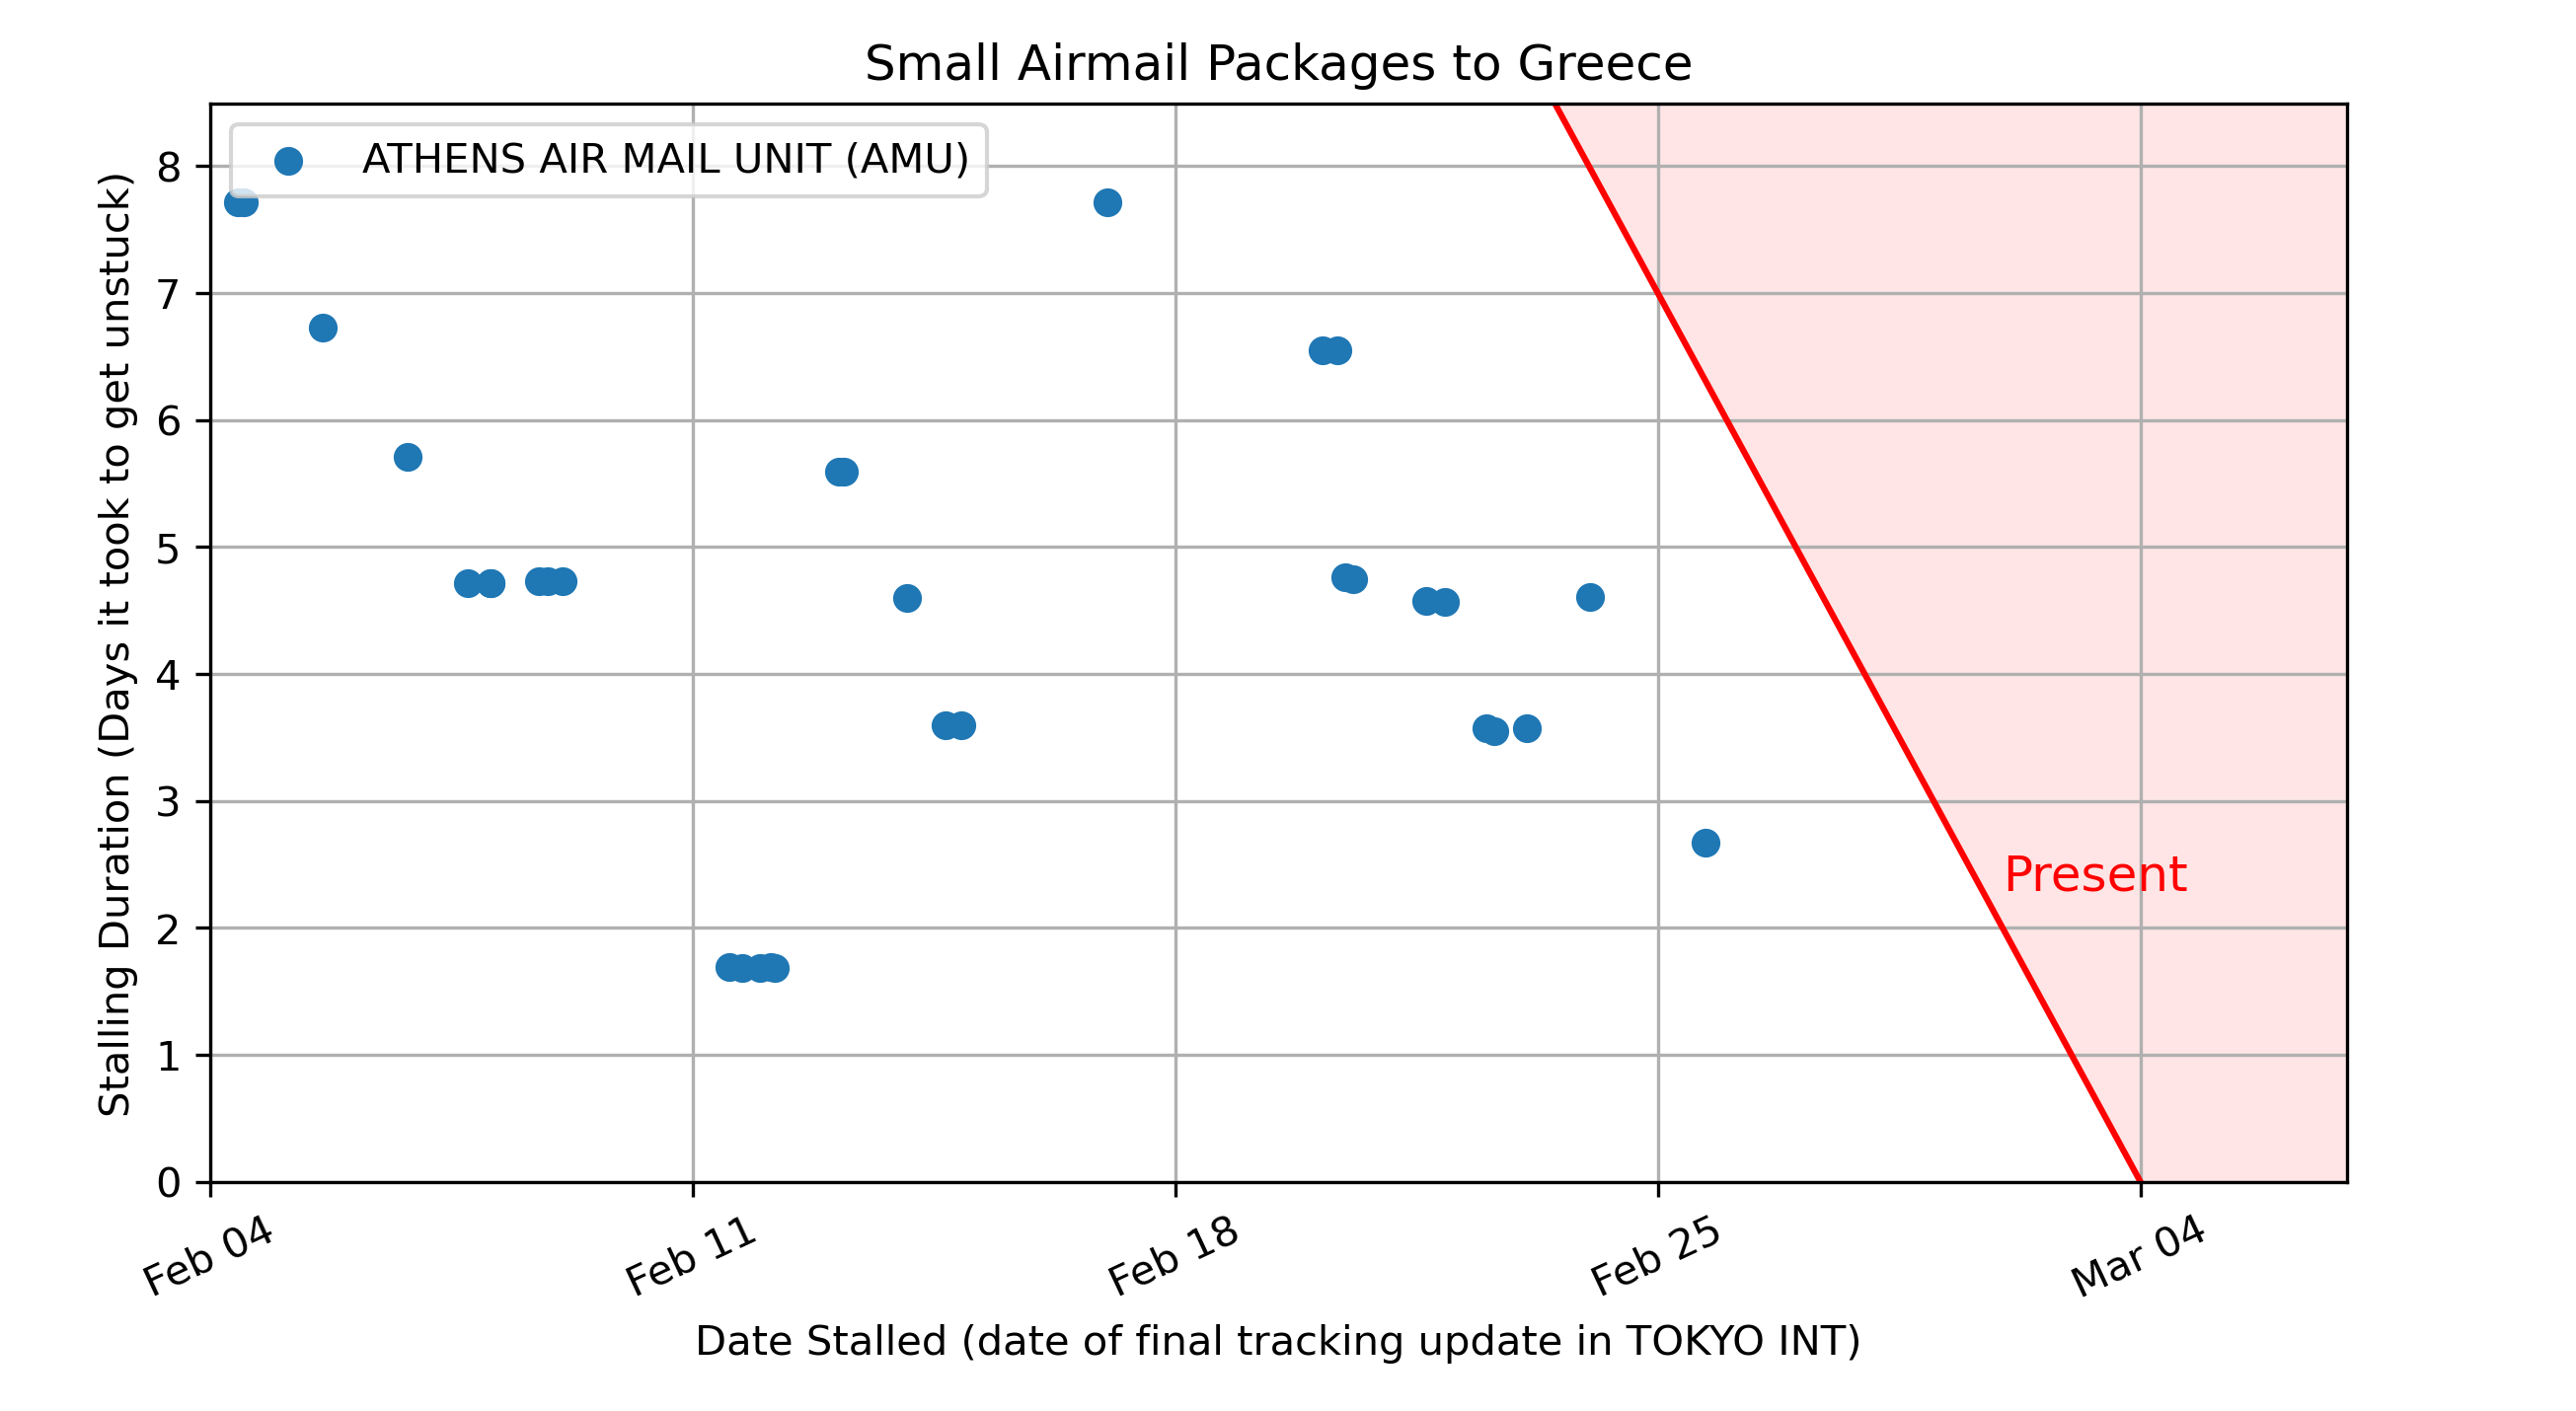 Small Airmail Packages to Greece
ATHENS AIR MAIL UNIT (AMU)
Stalling Duration (Days it took to get unstuck)
8
7
6
5
4
3
2
1
0
Present
Feb 04
Feb 11
Feb 18
Feb 25
Mar 04
Date Stalled (date of final tracking update in TOKYO INT)